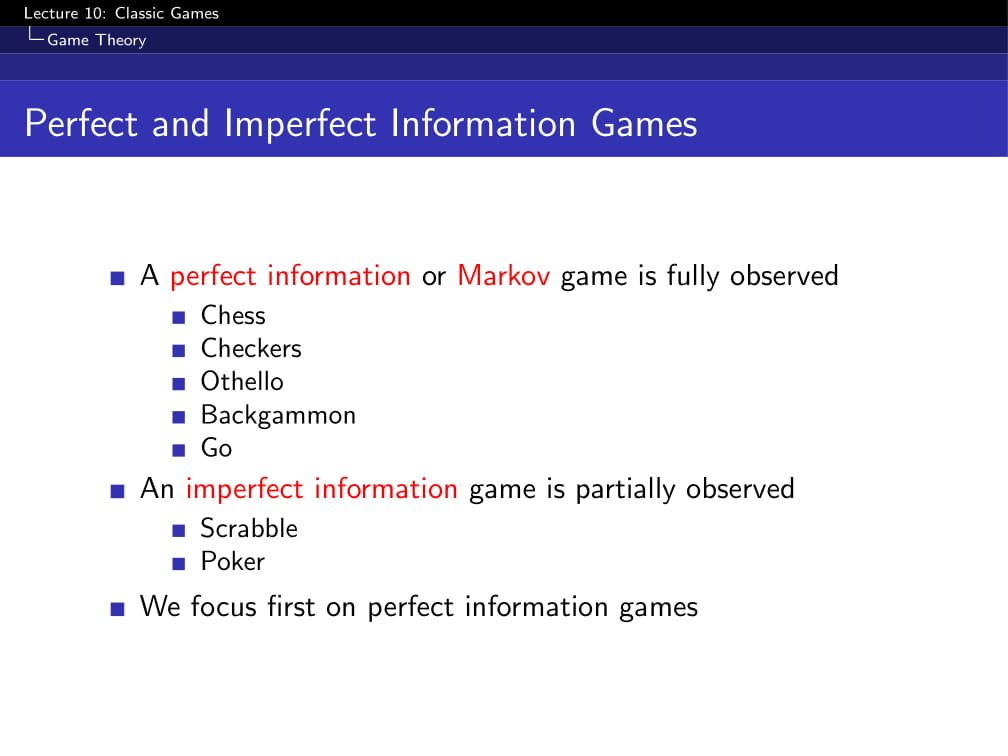 Lecture 10: Classic Games
Game Theory
Perfect and Imperfect Information Games
A perfect information or Markov game is fully observed
Chess
Checkers
Othello
Backgammon
Go
An imperfect information game is partially observed
Scrabble
Poker
We focus first on perfect information games